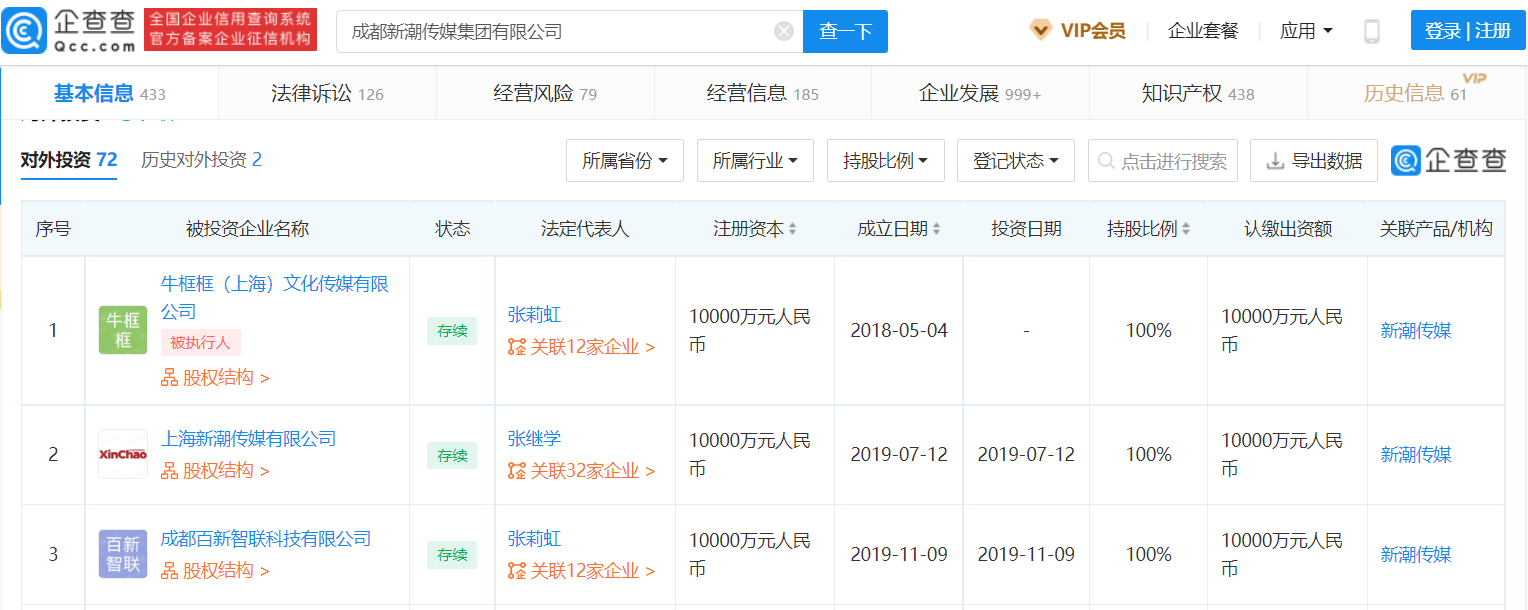 企查查
Qcc.com
全国企业信用查询系统
官方备案企业征信机构
成都新潮传媒集团有限公司
查一下
VIP会员
企业套餐
应用
登录 | 注册
基本信息 433
法律诉讼 126
经营风险 79
经营信息 185
企业发展 999+
知识产权 438
历史信息 61
VIP
对外投资 72
历史对外投资 2
所属省份
所属行业
持股比例
登记状态
点击进行搜索
导出数据
企查查
序号 被投资企业名称 状态 法定代表人 注册资本 成立日期 投资日期 持股比例 认缴出资额 关联产品/机构
1
牛框
框
牛框框（上海）文化传媒有限
公司
被执行人
股权结构 >
存续
张莉虹
关联12家企业 >
10000万元人民
币
2018-05-04
-
100%
10000万元人民
币
新潮传媒
2
XinChao
上海新潮传媒有限公司
股权结构 >
存续
张继学
关联32家企业 >
10000万元人民
币
2019-07-12
2019-07-12
100%
10000万元人民
币
新潮传媒
3
百新
智联
成都百新智联科技有限公司
股权结构 >
存续
张莉虹
关联12家企业 >
10000万元人民
币
2019-11-09
2019-11-09
100%
10000万元人民
币
新潮传媒